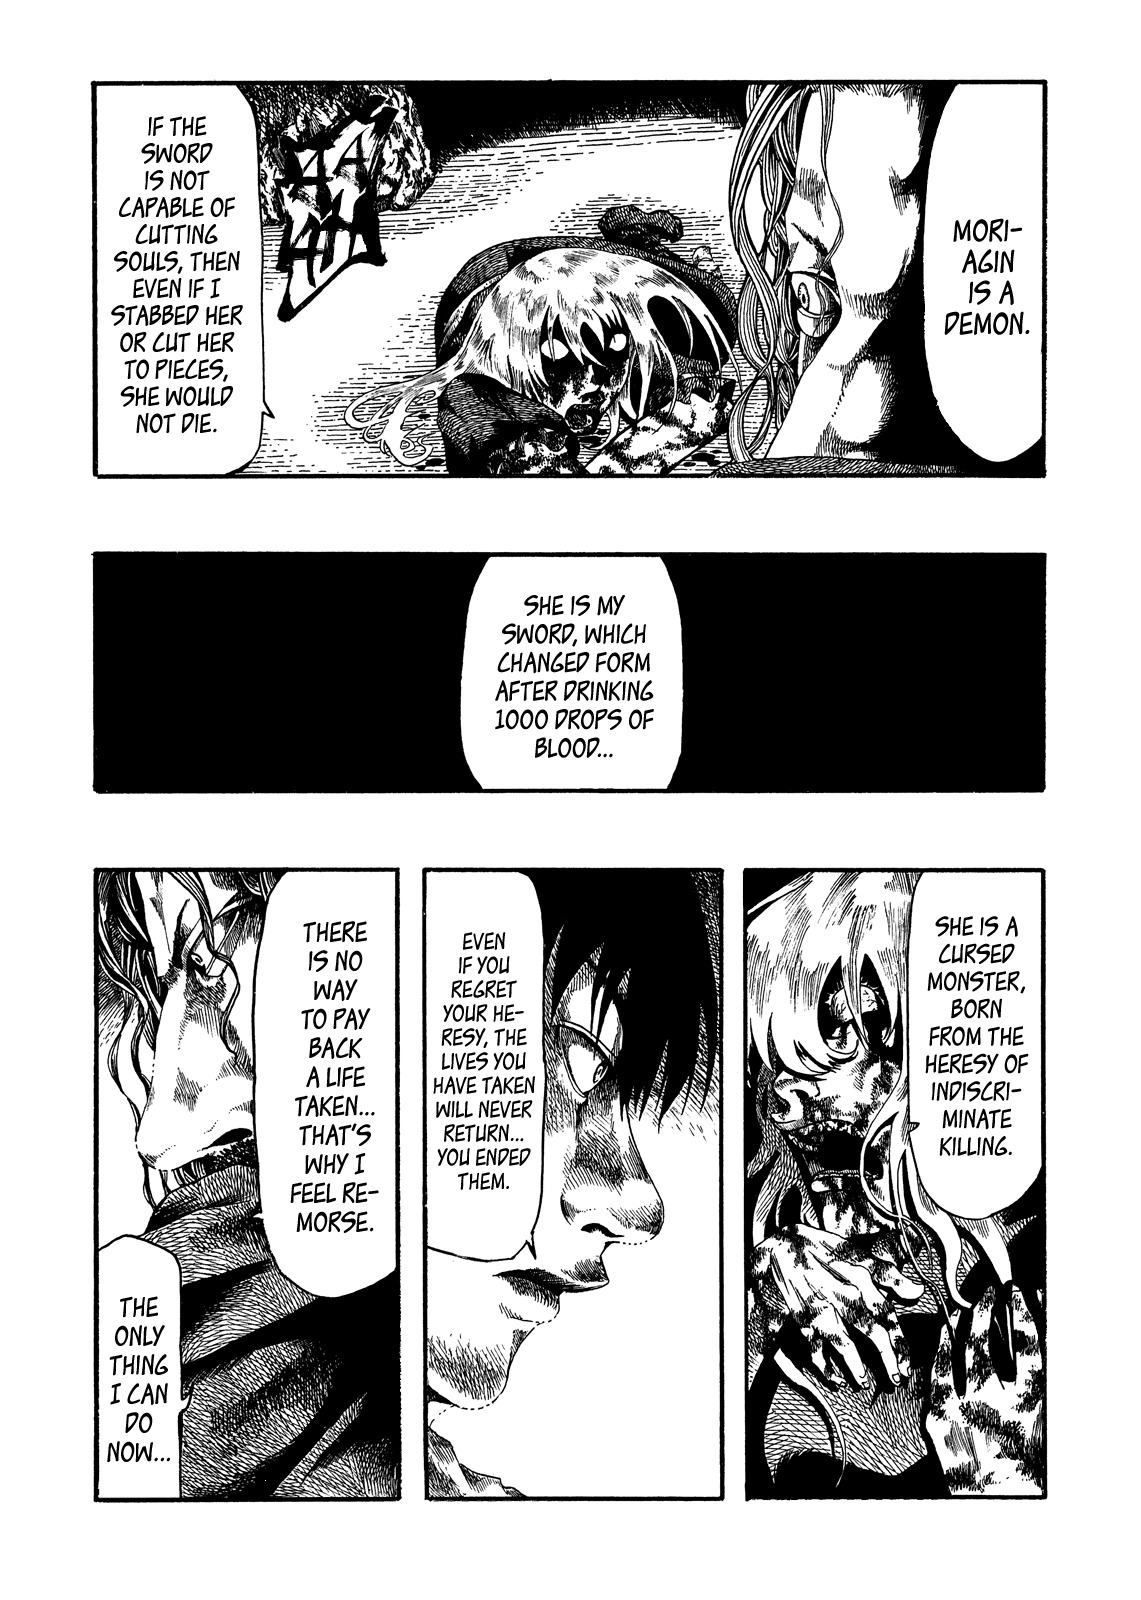 MORI-
AGIN
IS A
DEMON.
IF THE
SWORD
IS NOT
CAPABLE OF
CUTTING
SOULS, THEN
EVEN IF I
STABBED HER
OR CUT HER
TO PIECES,
SHE WOULD
NOT DIE.
SHE IS MY
SWORD, WHICH
CHANGED FORM
AFTER DRINKING
1000 DROPS OF
BLOOD...
SHE IS A
CURSED
MONSTER,
BORN
FROM THE
HERESY OF
INDISCRI-
MINATE
KILLING.
EVEN
IF YOU
REGRET
YOUR HE-
RESY, THE
LIVES YOU
HAVE TAKEN
WILL NEVER
RETURN...
YOU ENDED
THEM.
THERE
IS NO
WAY
TO PAY
BACK
A LIFE
TAKEN...
THAT'S
WHY I
FEEL RE-
MORSE.
THE
ONLY
THING
I CAN
DO
NOW...